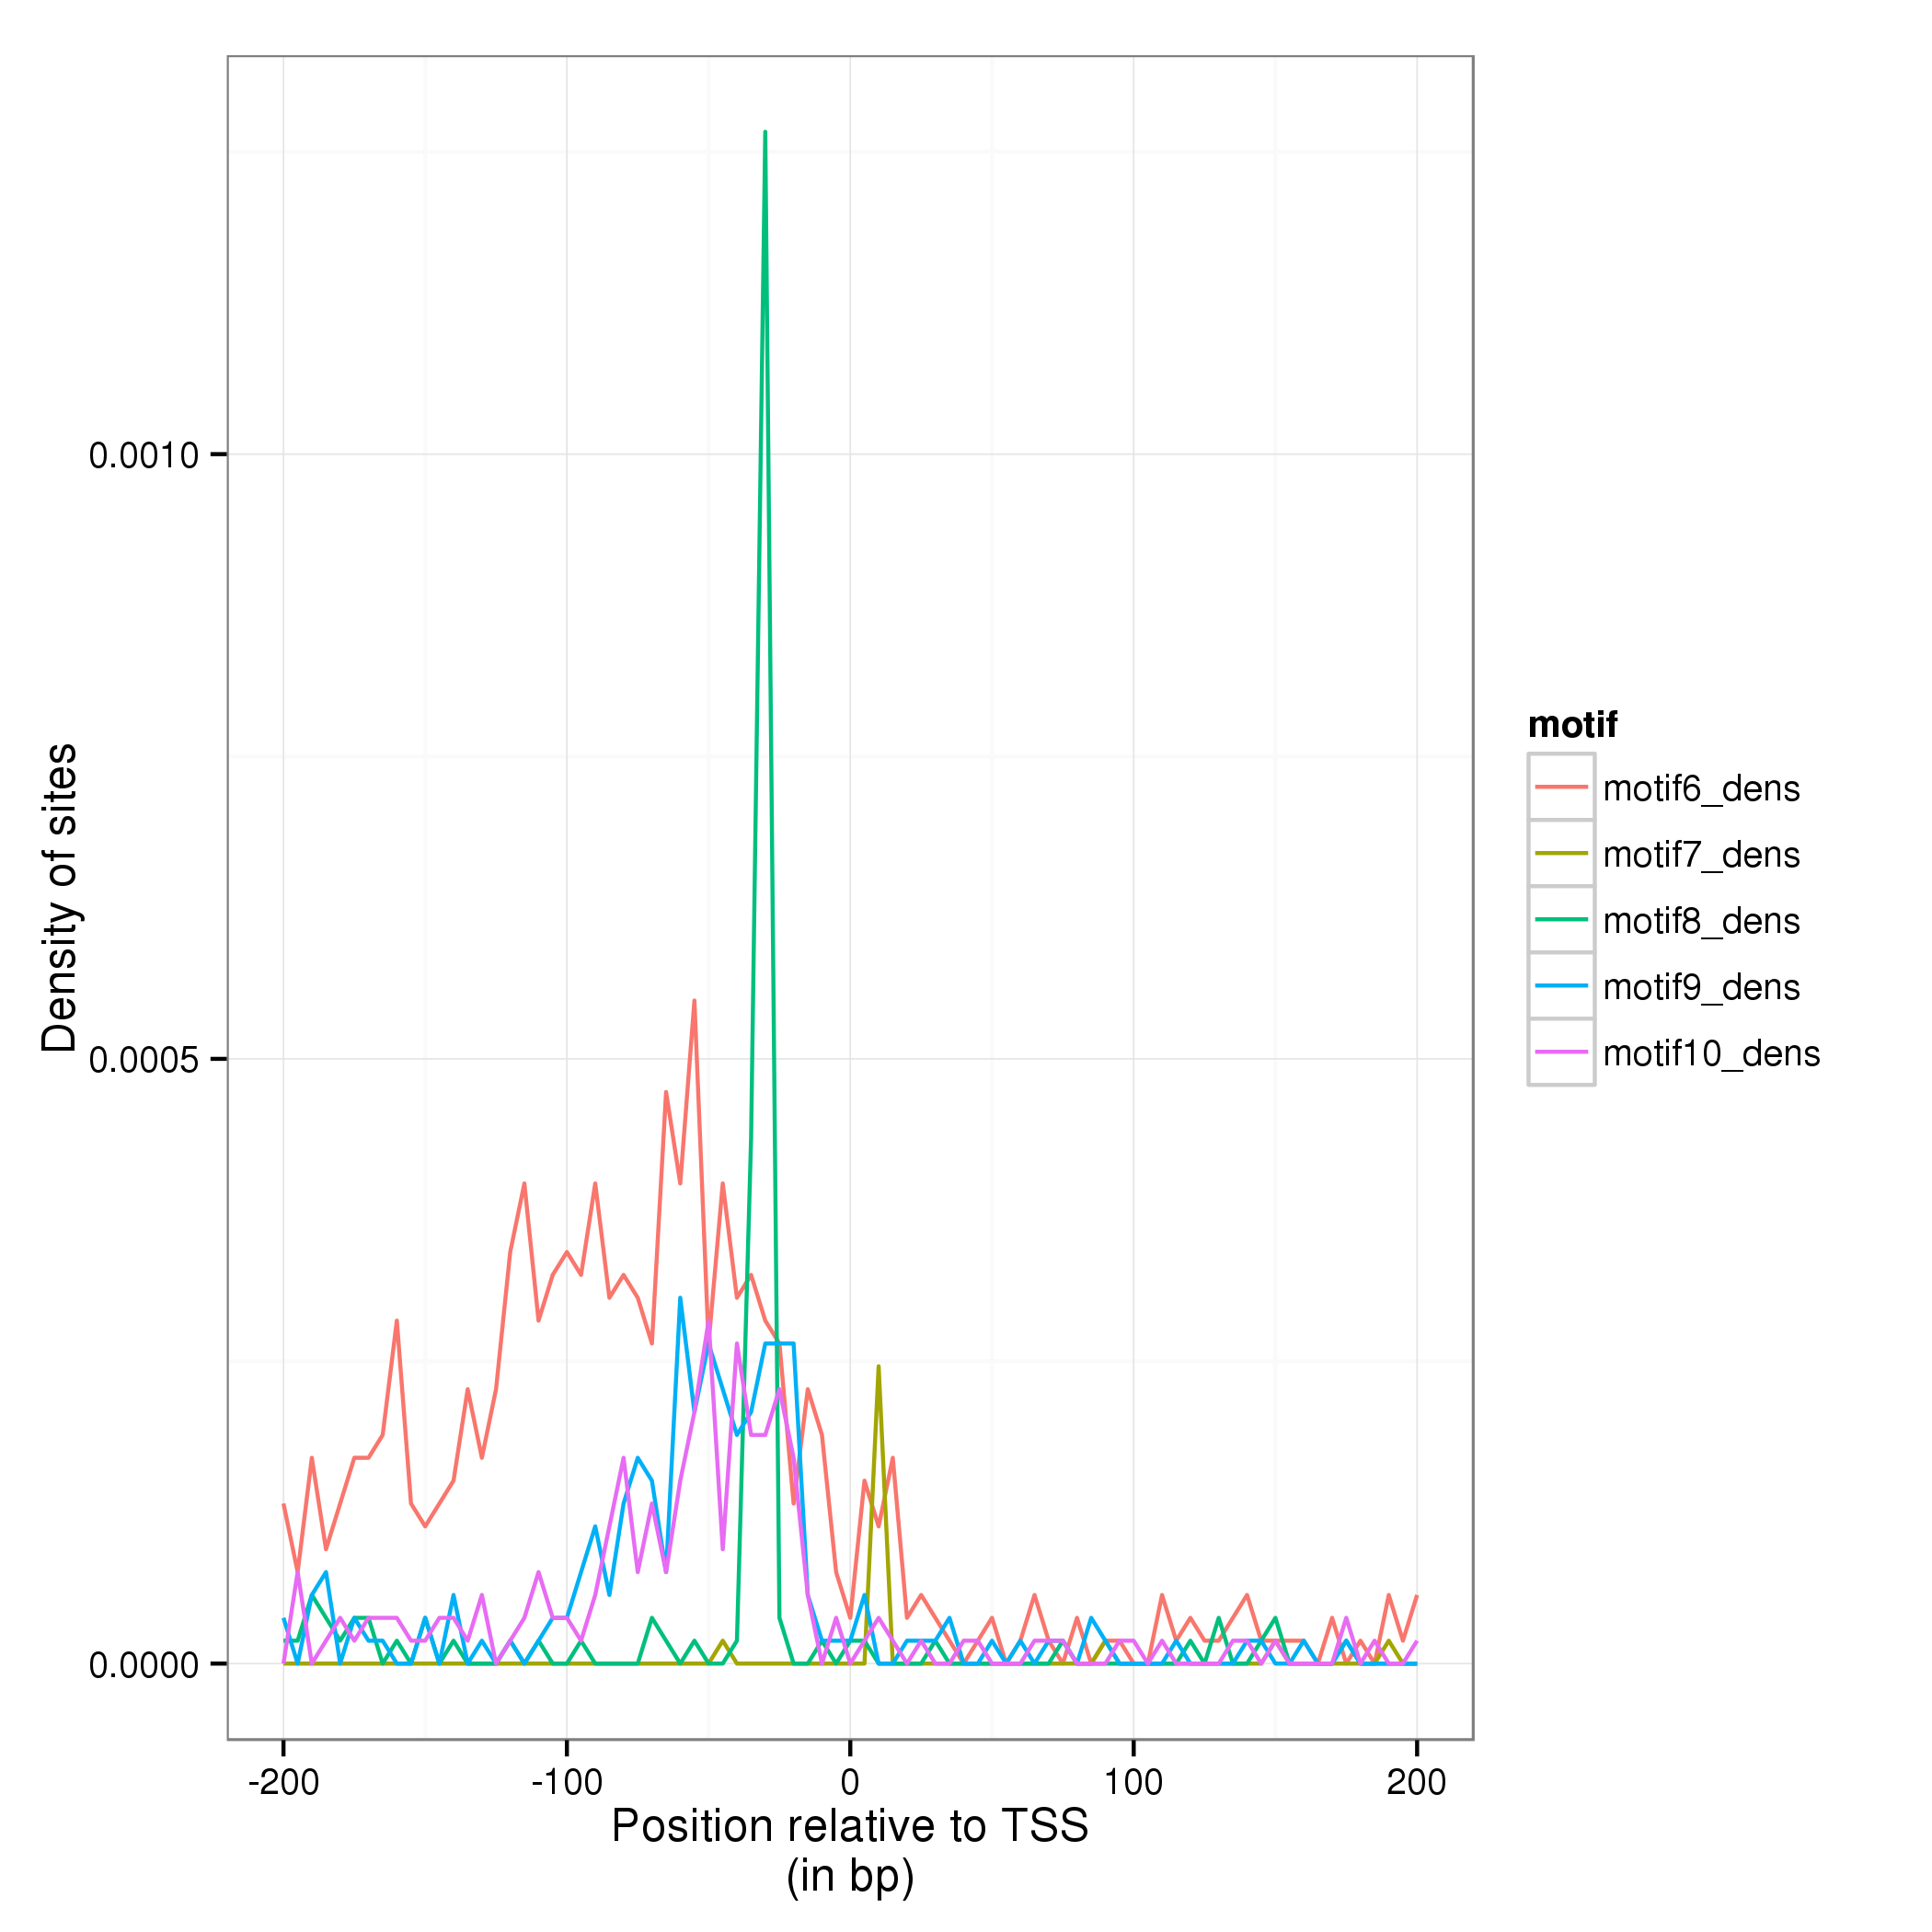 0.0010
0.0005
0.0000
Density of sites
-200
-100
0
100
200
Position relative to TSS
(in bp)
motif
motif6_dens
motif7_dens
motif8_dens
motif9_dens
motif10_dens